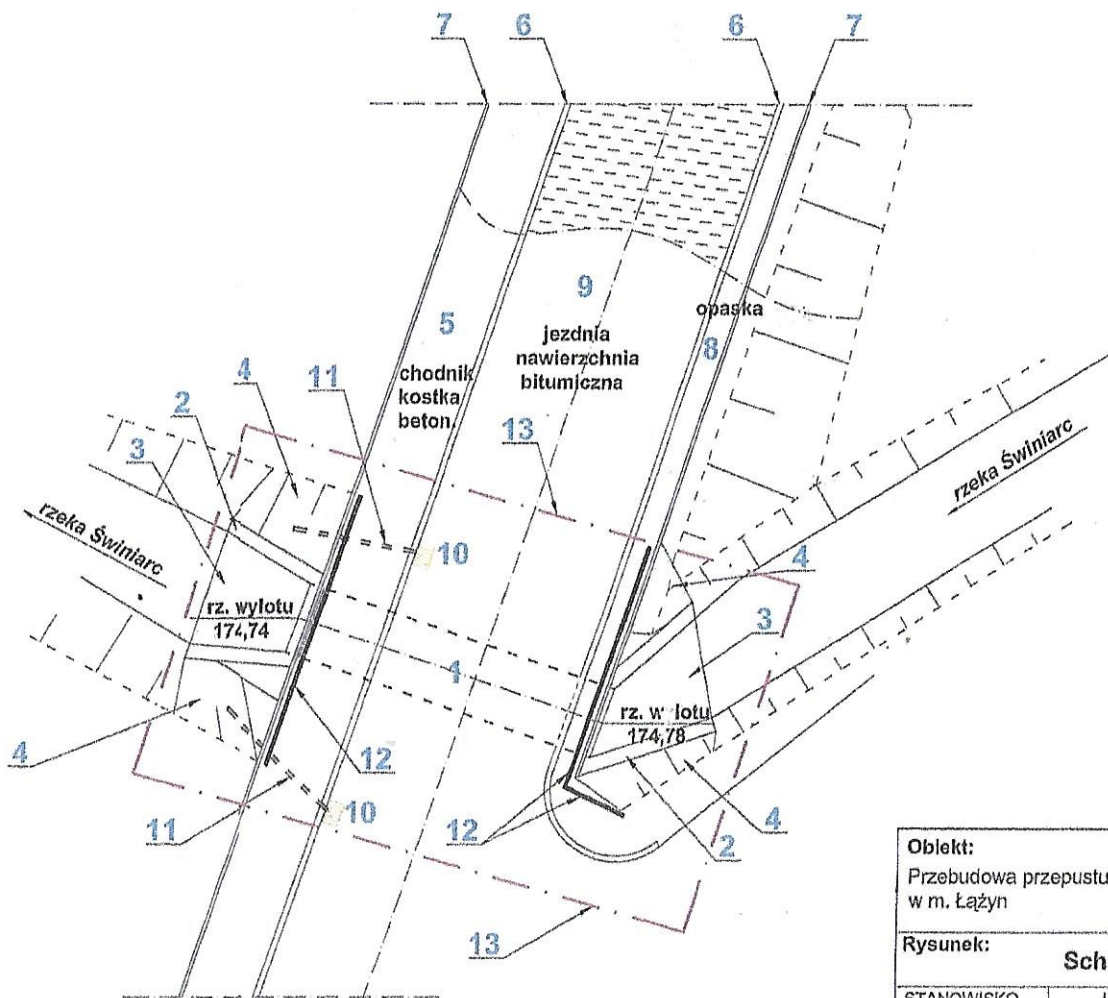 7
6
6
7
9
5
opaska
jezdnia
nawierzchnia
bitumiczna
8
4
11
chodnik
kostka
beton.
2
13
3
rzeka Świniarc
rzeka Świniarc
10
4
3
rz. wylotu
174,74
1
rz. w lotu
174,78
4
12
10
11
12
2
4
13
Obiekt:
Przebudowa przepustu
w m. Łążyn
Rysunek:
Sch
STANOWISKO